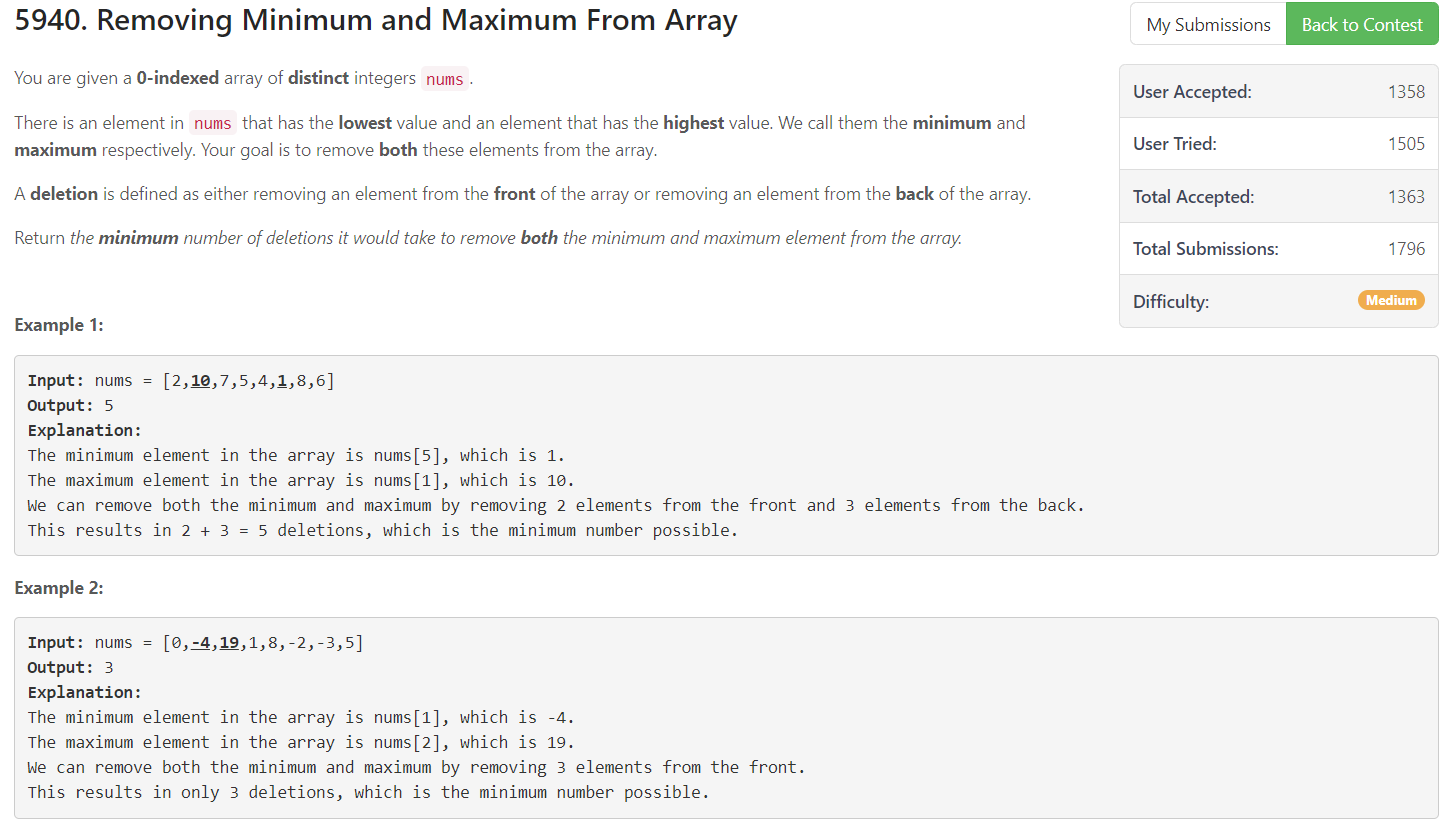 5940. Removing Minimum and Maximum From Array
My Submissions
Back to Contest
You are given a 0-indexed array of distinct integers nums .
There is an element in nums that has the lowest value and an element that has the highest value. We call them the minimum and
maximum respectively. Your goal is to remove both these elements from the array.
A deletion is defined as either removing an element from the front of the array or removing an element from the back of the array.
Return the minimum number of deletions it would take to remove both the minimum and maximum element from the array.
User Accepted: 1358
User Tried: 1505
Total Accepted: 1363
Total Submissions: 1796
Difficulty: Medium
Example 1:
Input: nums = [2,10,7,5,4,1,8,6]
Output: 5
Explanation:
The minimum element in the array is nums[5], which is 1.
The maximum element in the array is nums[1], which is 10.
We can remove both the minimum and maximum by removing 2 elements from the front and 3 elements from the back.
This results in 2 + 3 = 5 deletions, which is the minimum number possible.
Example 2:
Input: nums = [0,-4,19,1,8,-2,-3,5]
Output: 3
Explanation:
The minimum element in the array is nums[1], which is -4.
The maximum element in the array is nums[2], which is 19.
We can remove both the minimum and maximum by removing 3 elements from the front.
This results in only 3 deletions, which is the minimum number possible.